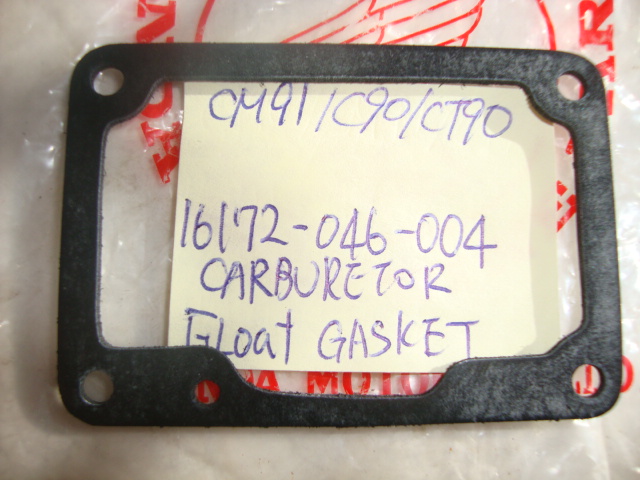 CM91/C90/CT90
16172-046-004
CARBURETOR
FLoat GASKET